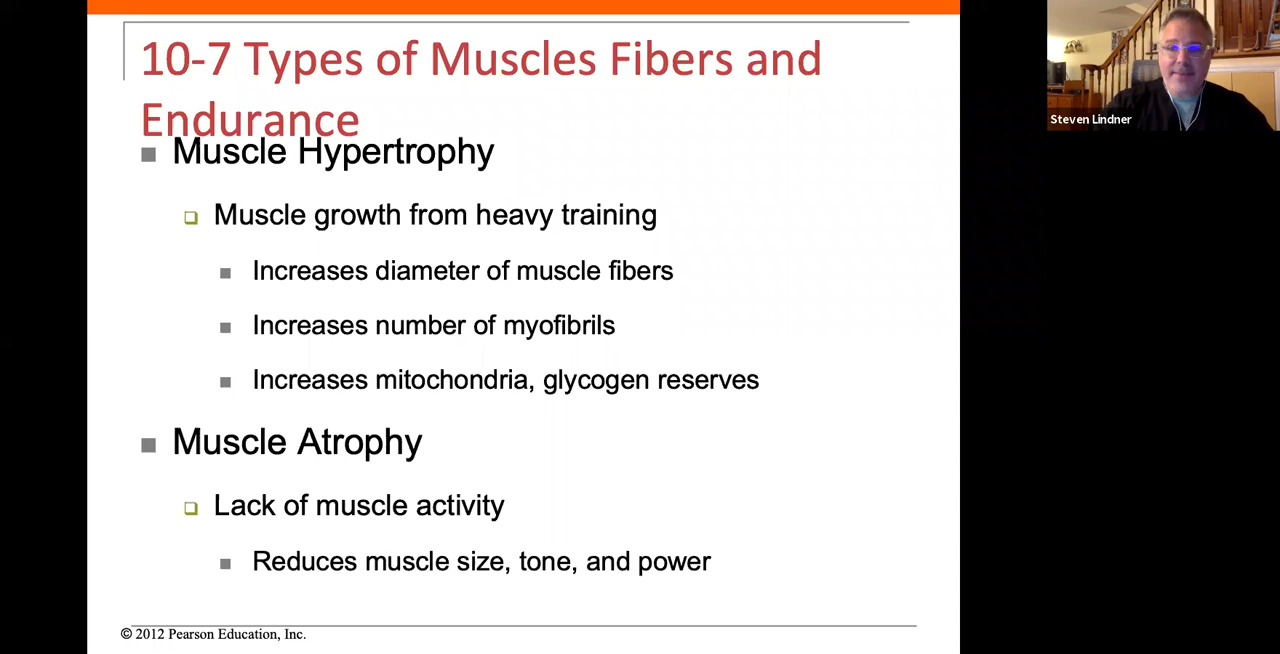 10-7 Types of Muscles Fibers and
Endurance
Muscle Hypertrophy
Muscle growth from heavy training
Increases diameter of muscle fibers
Increases number of myofibrils
Increases mitochondria, glycogen reserves
Muscle Atrophy
Lack of muscle activity
Reduces muscle size, tone, and power
© 2012 Pearson Education, Inc.
Steven Lindner